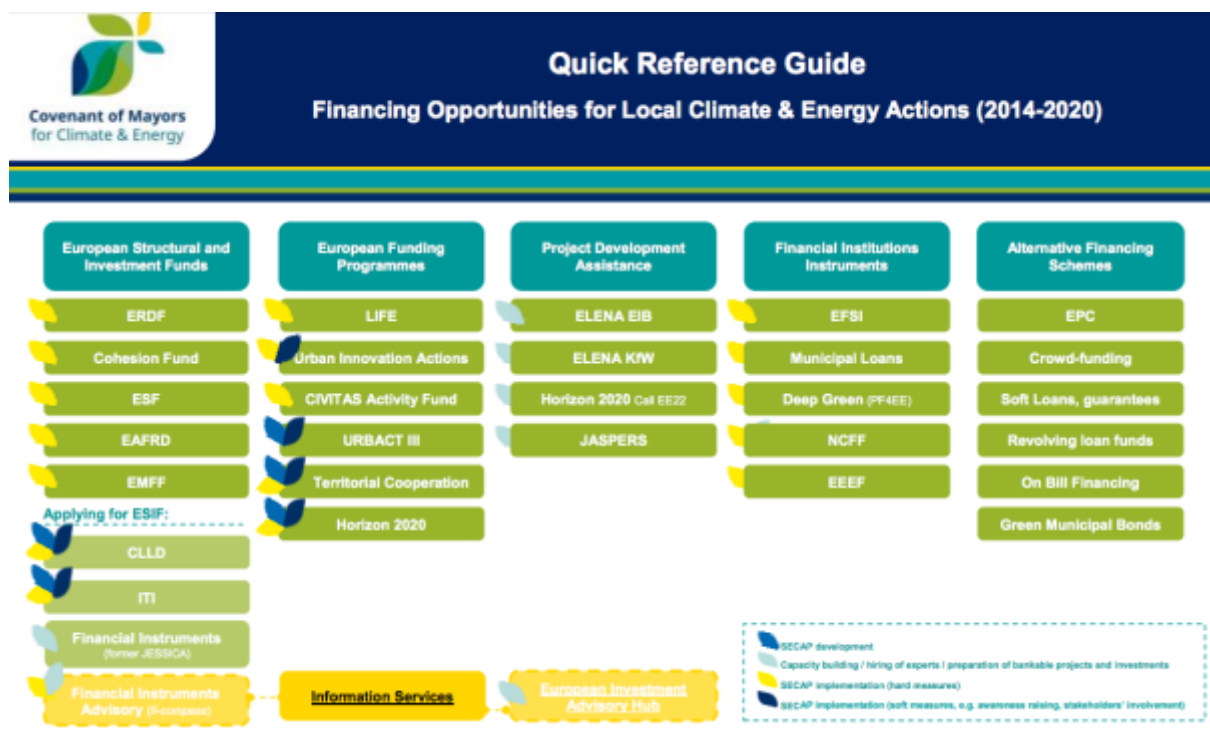 Quick Reference Guide
Covenant of Mayors
for Climate & Energy
Financing Opportunities for Local Climate & Energy Actions (2014-2020)
European Structural and
Investment Funds
ERDF
Cohesion Fund
ESF
EAFRD
EMFF
Applying for ESIF:
CLLD
ITI
Financial Instruments
(former JESSICA)
Financial Instruments
Advisory (fi-compass)
European Funding
Programmes
LIFE
Urban Innovation Actions
CIVITAS Activity Fund
URBACT III
Territorial Cooperation
Horizon 2020
Information Services
Project Development
Assistance
ELENA EIB
ELENA KfW
Horizon 2020 Call EE22
JASPERS
European Investment
Advisory Hub
Financial Institutions
Instruments
EFSI
Municipal Loans
Deep Green (PF4EE)
NCFF
EEEF
Alternative Financing
Schemes
EPC
Crowd-funding
Soft Loans, guarantees
Revolving loan funds
On Bill Financing
Green Municipal Bonds
SECAP development
Capacity building / hiring of experts / preparation of bankable projects and investments
SECAP implementation (hard measures)
SECAP implementation (soft measures, e.g. awareness raising, stakeholders' involvement)